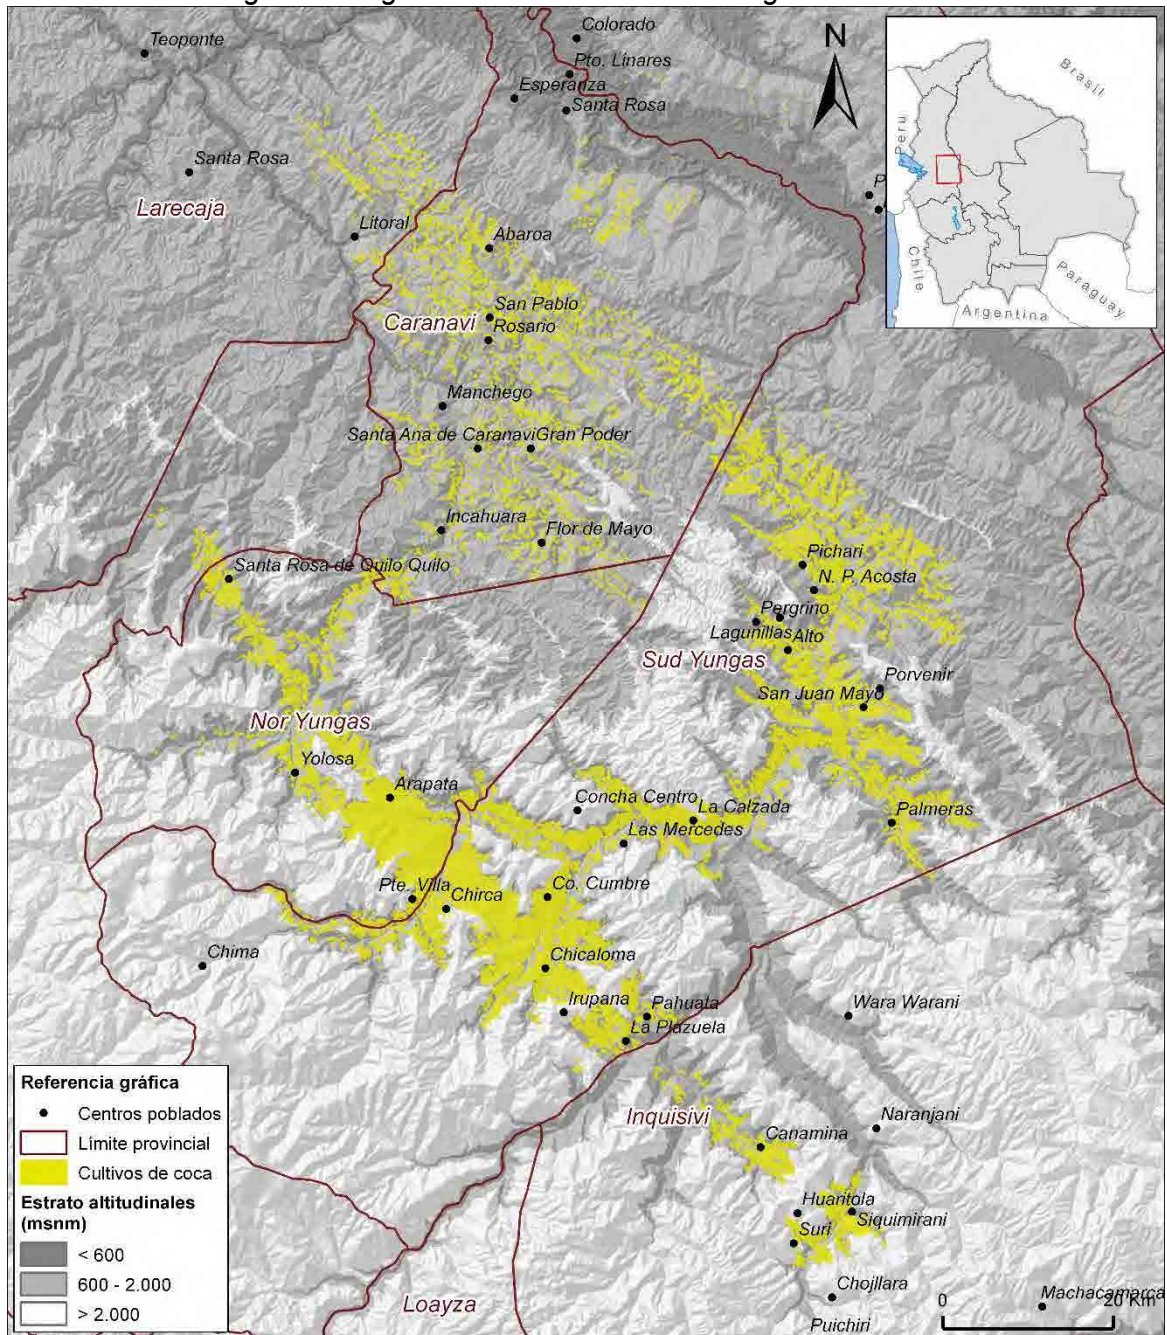 Colorado
Teoponte
N
Pto. Linares
Brasil
Esperanza
Santa Rosa
Peru
Santa Rosa
P
Larecaja
Litoral
Abaroa
Chile
Paraguay
San Pablo
Argentina
Caranavi
Rosario
Manchego
Santa Ana de Caranavi
Gran Poder
Incahuara
Flor de Mayo
Pichari
Santa Rosa de Quilo Quilo
N. P. Acosta
Pergrino
Lagunillas
Alto
Sud Yungas
Porvenir
San Juan Mayo
Nor Yungas
Yolosa
Arapata
Concha Centro
La Calzada
Palmeras
Las Mercedes
Pte. Villa
Co. Cumbre
Chirca
Chima
Chicaloma
Irupana
Pahuata
Wara Warani
La Plazuela
Referencia gráfica
Centros poblados
Límite provincial
Cultivos de coca
Estrato altitudinales
(msnm)
< 600
600 - 2.000
> 2.000
Inquisivi
Naranjani
Canamina
Huaritola
Siquimirani
Suri
Chojllara
Loayza
Machacamarca
0
20 Km
Puichiri